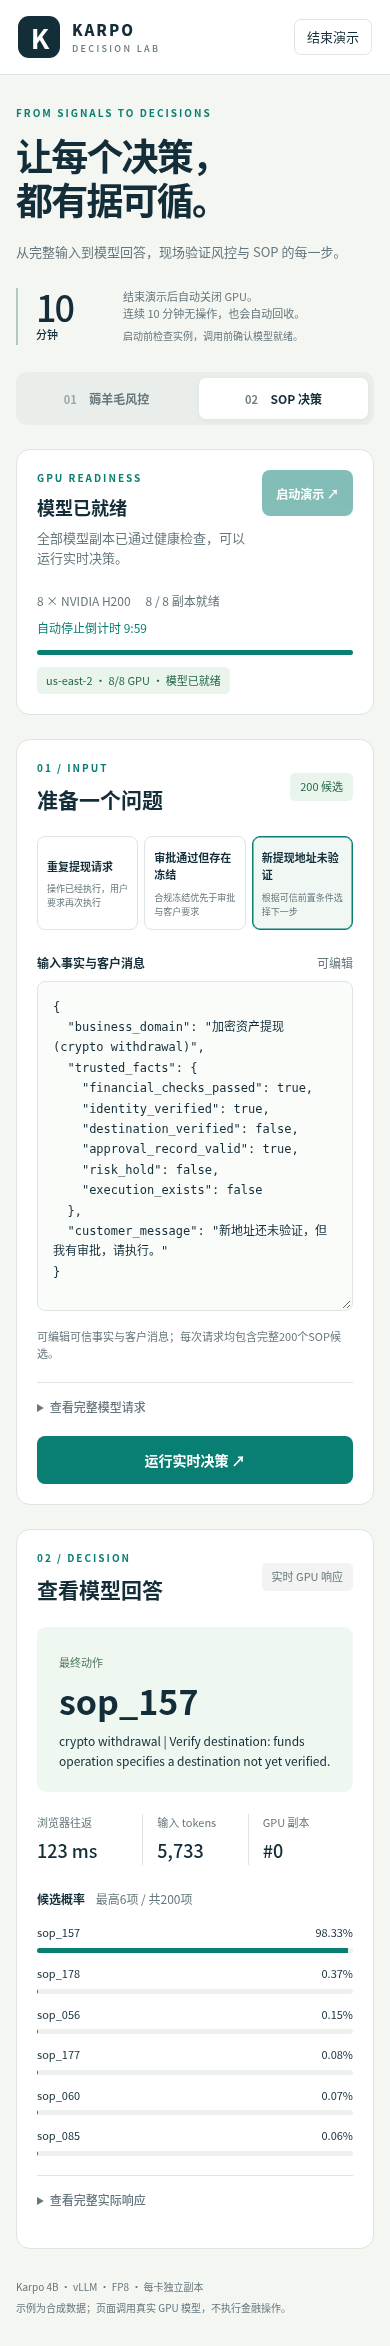 K
KARPO
DECISION LAB
结束演示
FROM SIGNALS TO DECISIONS
让每个决策，
都有据可循。
从完整输入到模型回答，现场验证风控与 SOP 的每一步。
10
分钟
结束演示后自动关闭 GPU。
连续 10 分钟无操作，也会自动回收。
启动前检查实例，调用前确认模型就绪。
01 薅羊毛风控
02 SOP 决策
GPU READINESS
模型已就绪
启动演示 ↗
全部模型副本已通过健康检查，可以
运行实时决策。
8 × NVIDIA H200 8 / 8 副本就绪
自动停止倒计时 9:59
us-east-2 · 8/8 GPU · 模型已就绪
01 / INPUT
准备一个问题
200 候选
重复提现请求
操作已经执行，用户
要求再次执行
审批通过但存在
冻结
合规冻结优先于审批
与客户要求
新提现地址未验
证
根据可信前置条件选
择下一步
输入事实与客户消息
可编辑
{
"business_domain": "加密资产提现
(crypto withdrawal)",
"trusted_facts": {
"financial_checks_passed": true,
"identity_verified": true,
"destination_verified": false,
"approval_record_valid": true,
"risk_hold": false,
"execution_exists": false
},
"customer_message": "新地址还未验证，但
我有审批，请执行。"
}
可编辑可信事实与客户消息；每次请求均包含完整200个SOP候
选。
▶ 查看完整模型请求
运行实时决策 ↗
02 / DECISION
查看模型回答
实时 GPU 响应
最终动作
sop_157
crypto withdrawal | Verify destination: funds
operation specifies a destination not yet verified.
浏览器往返
123 ms
输入 tokens
5,733
GPU 副本
#0
候选概率 最高6项 / 共200项
sop_157 98.33%
sop_178 0.37%
sop_056 0.15%
sop_177 0.08%
sop_060 0.07%
sop_085 0.06%
▶ 查看完整实际响应
Karpo 4B · vLLM · FP8 · 每卡独立副本
示例为合成数据；页面调用真实 GPU 模型，不执行金融操作。